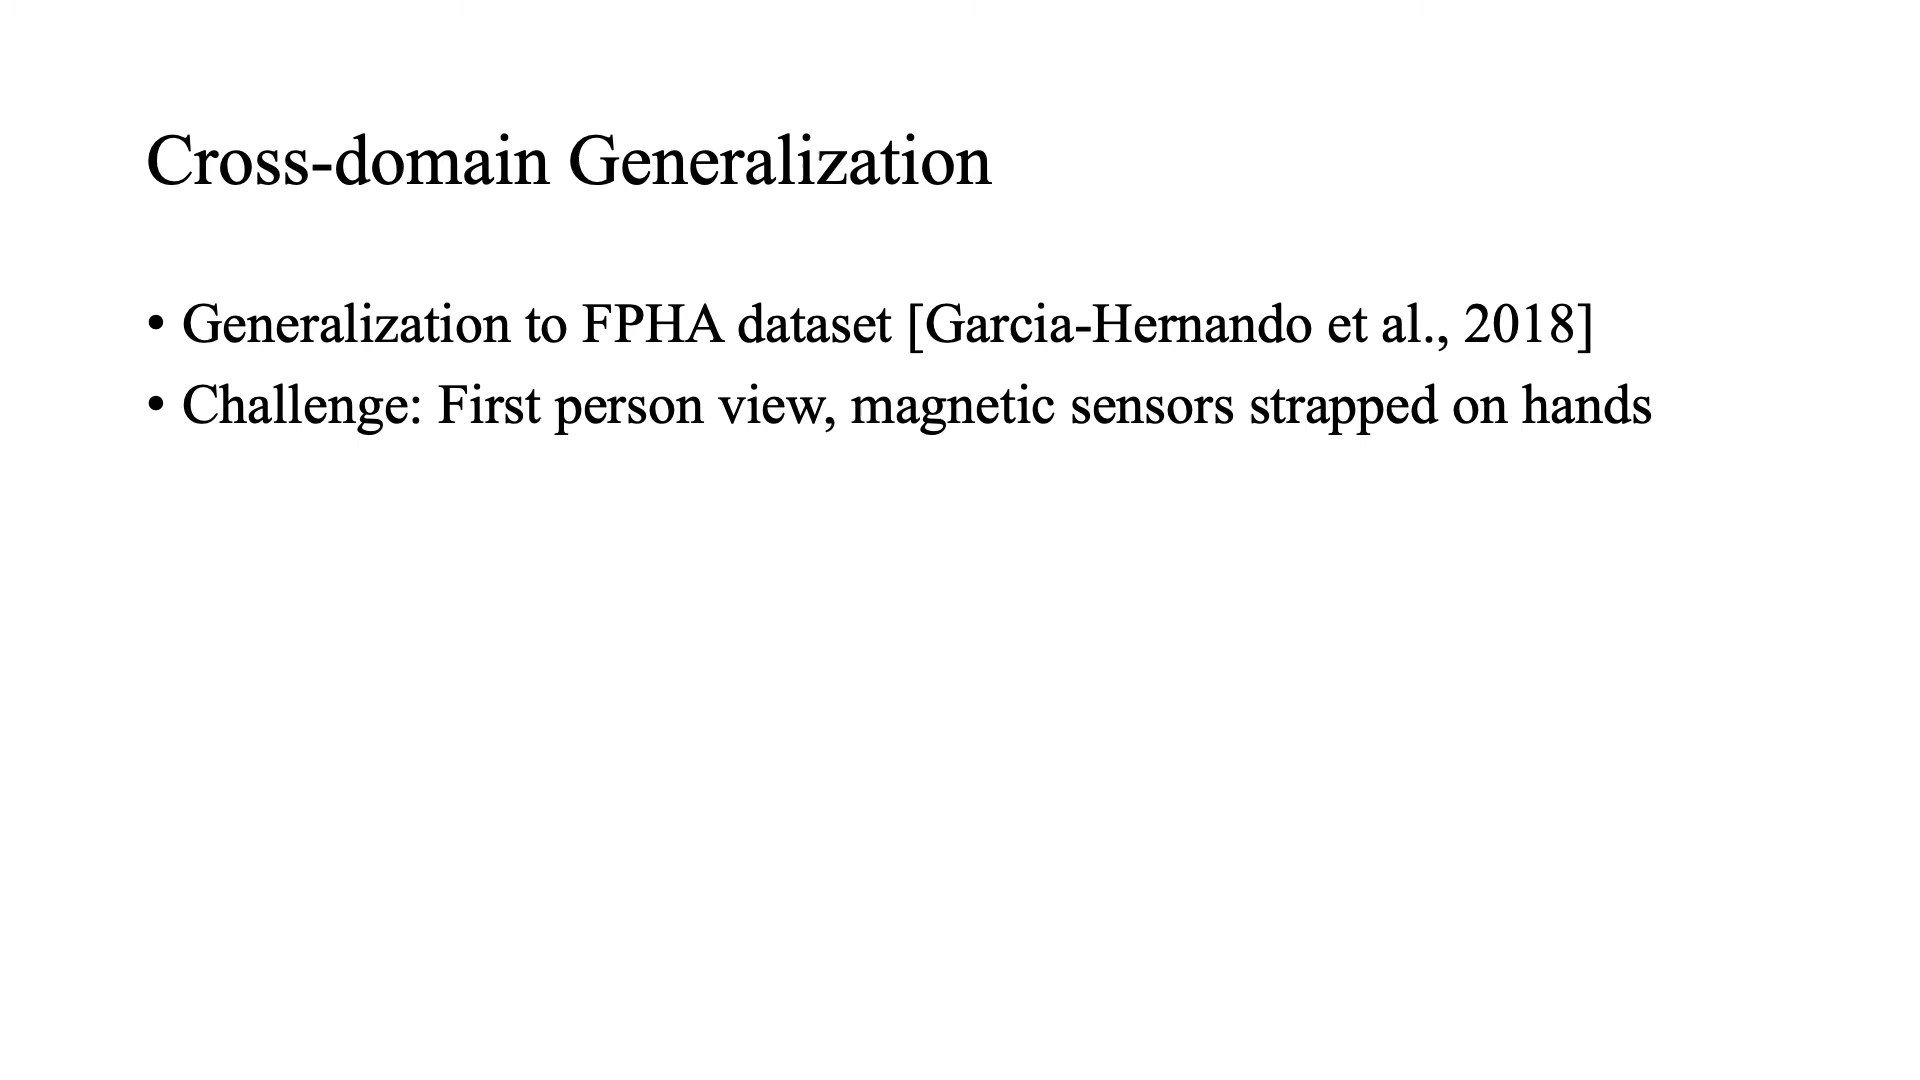 Cross-domain Generalization
• Generalization to FPHA dataset [Garcia-Hernando et al., 2018]
• Challenge: First person view, magnetic sensors strapped on hands